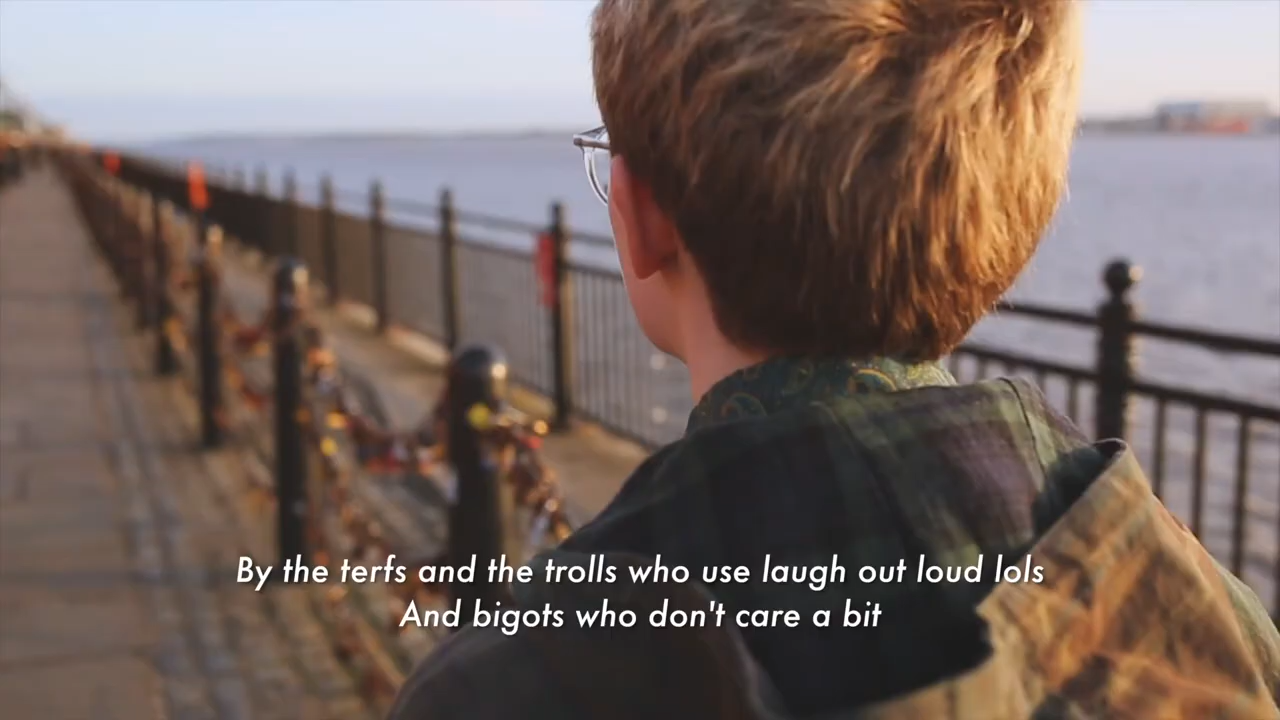 By the terfs and the trolls who use laugh out loud lols
And bigots who don't care a bit